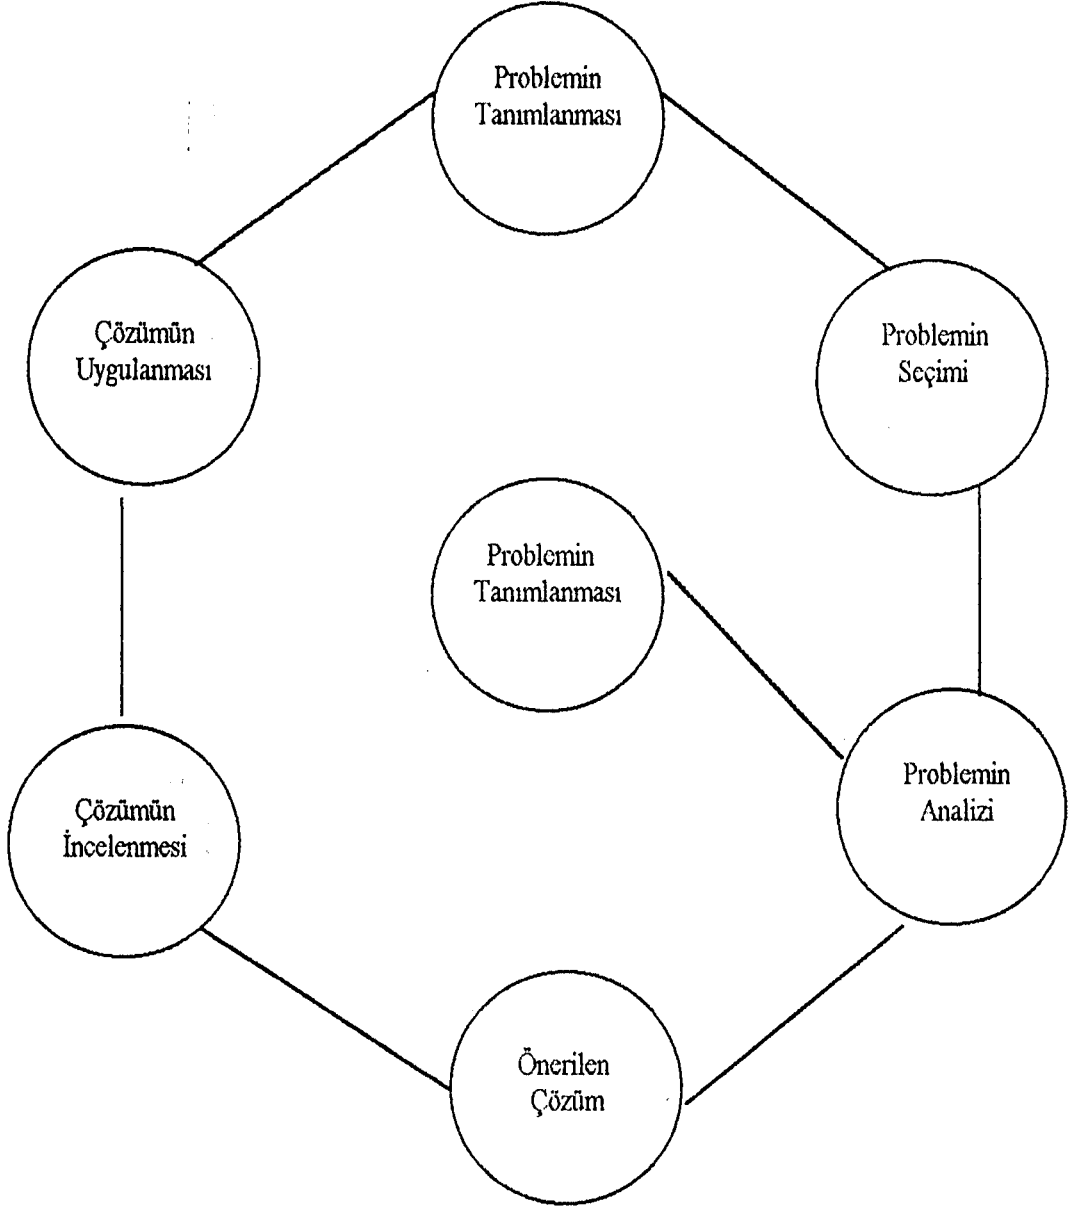 Problemin
Tanımlanması
Çözümün
Uygulanması
Problemin
Seçimi
Problemin
Tanımlanması
Problemin
Analizi
Çözümün
İncelenmesi
Önerilen
Çözüm